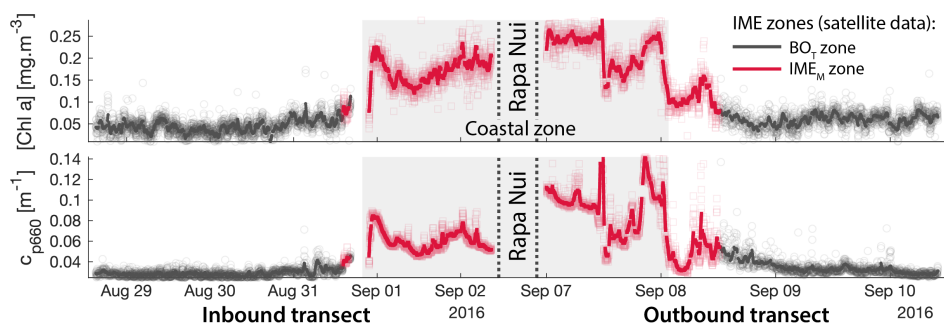 IME zones (satellite data):
BO_T zone
IME_M zone
[Chl a] [mg.m⁻³]
0.25
0.2
0.15
0.1
0.05
Rapa Nui
Coastal zone
c_p660 [m⁻¹]
0.14
0.12
0.1
0.08
0.06
0.04
Rapa Nui
Aug 29
Aug 30
Aug 31
Sep 01
Sep 02
Sep 07
Sep 08
Sep 09
Sep 10
2016
2016
Inbound transect
Outbound transect